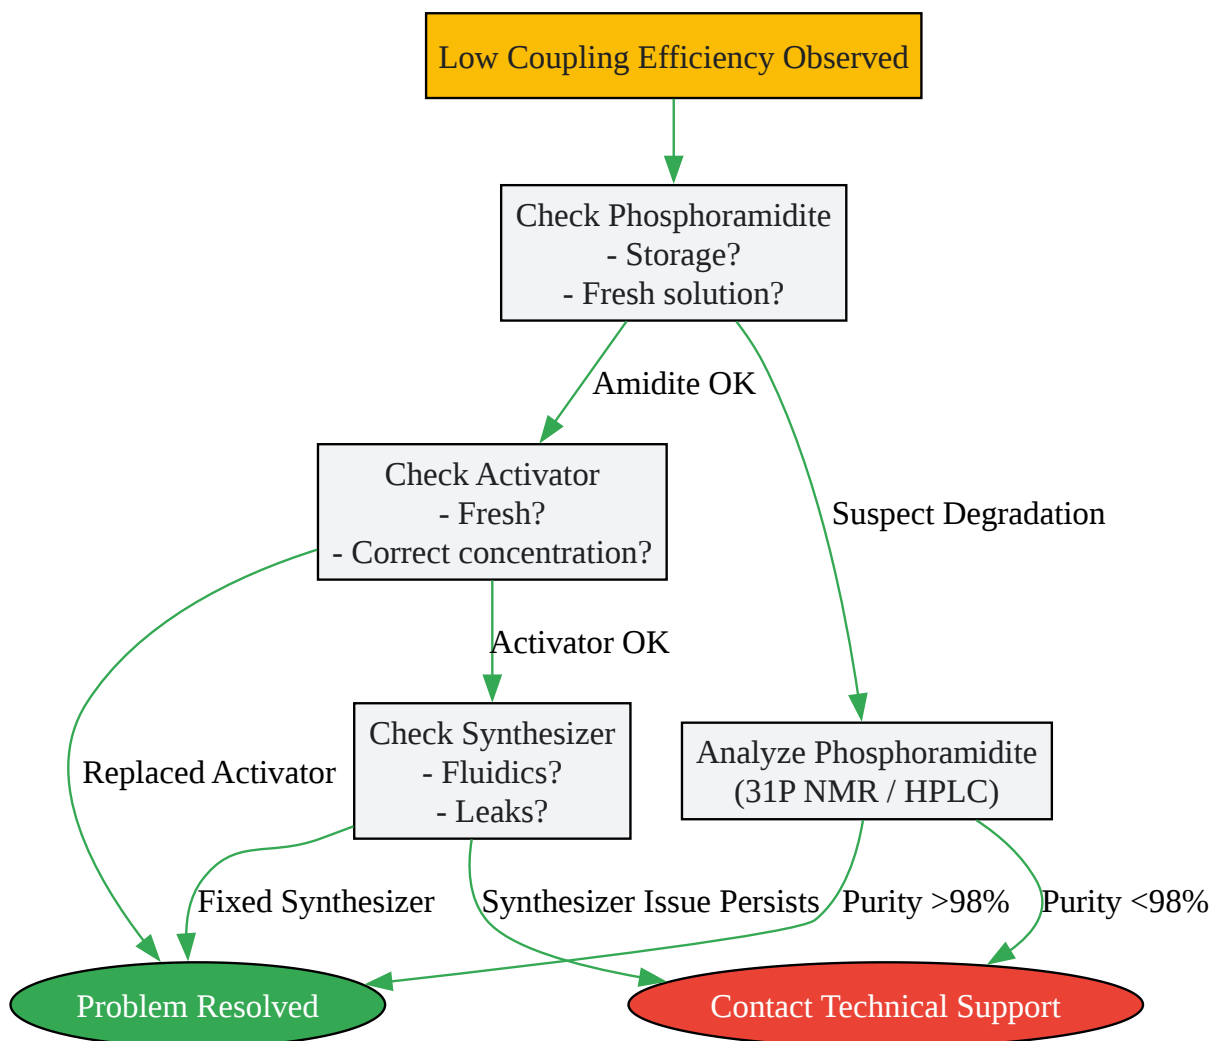 Low Coupling Efficiency Observed
Check Phosphoramidite
- Storage?
- Fresh solution?
Amidite OK
Check Activator
- Fresh?
- Correct concentration?
Suspect Degradation
Activator OK
Check Synthesizer
- Fluidics?
- Leaks?
Analyze Phosphoramidite
(31P NMR / HPLC)
Replaced Activator
Fixed Synthesizer
Synthesizer Issue Persists
Purity >98%
Purity <98%
Problem Resolved
Contact Technical Support